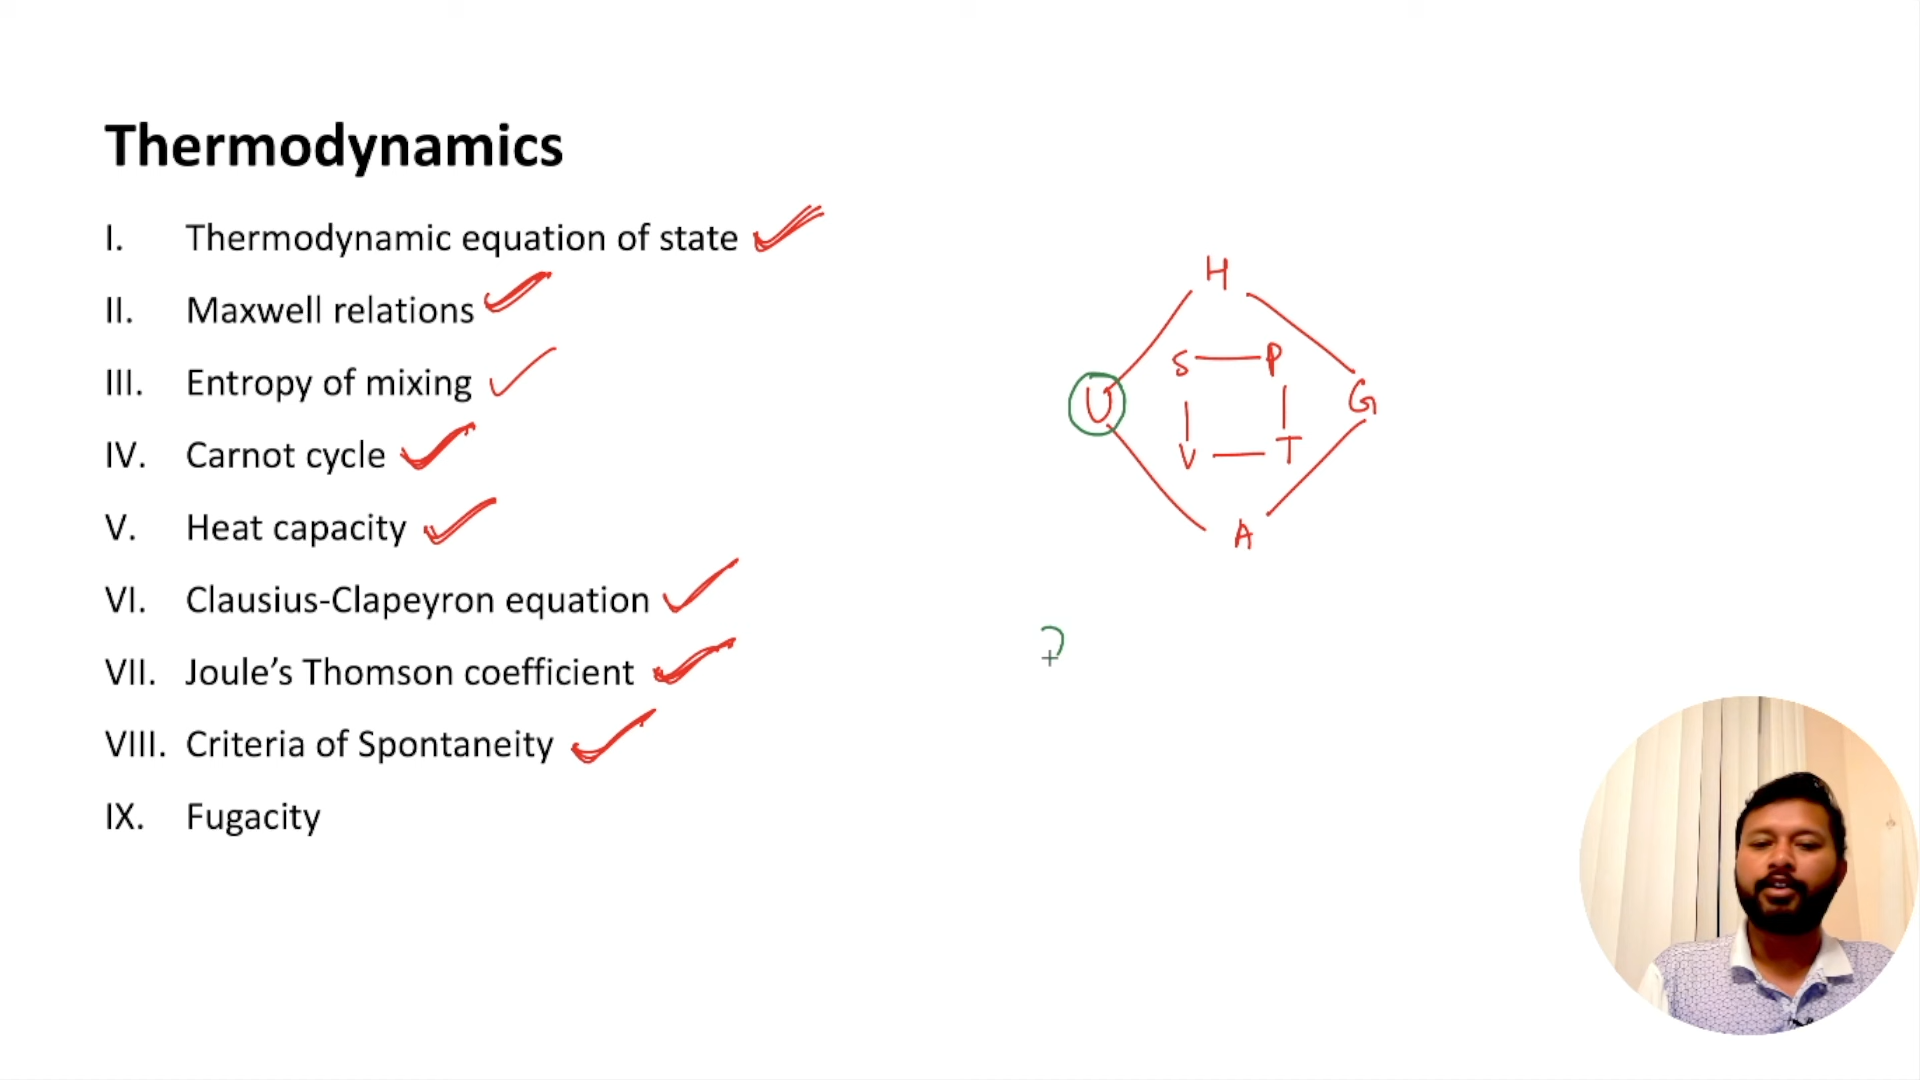 Thermodynamics
I. Thermodynamic equation of state
II. Maxwell relations
III. Entropy of mixing
IV. Carnot cycle
V. Heat capacity
VI. Clausius-Clapeyron equation
VII. Joule’s Thomson coefficient
VIII. Criteria of Spontaneity
IX. Fugacity
H
S P
U G
V T
A